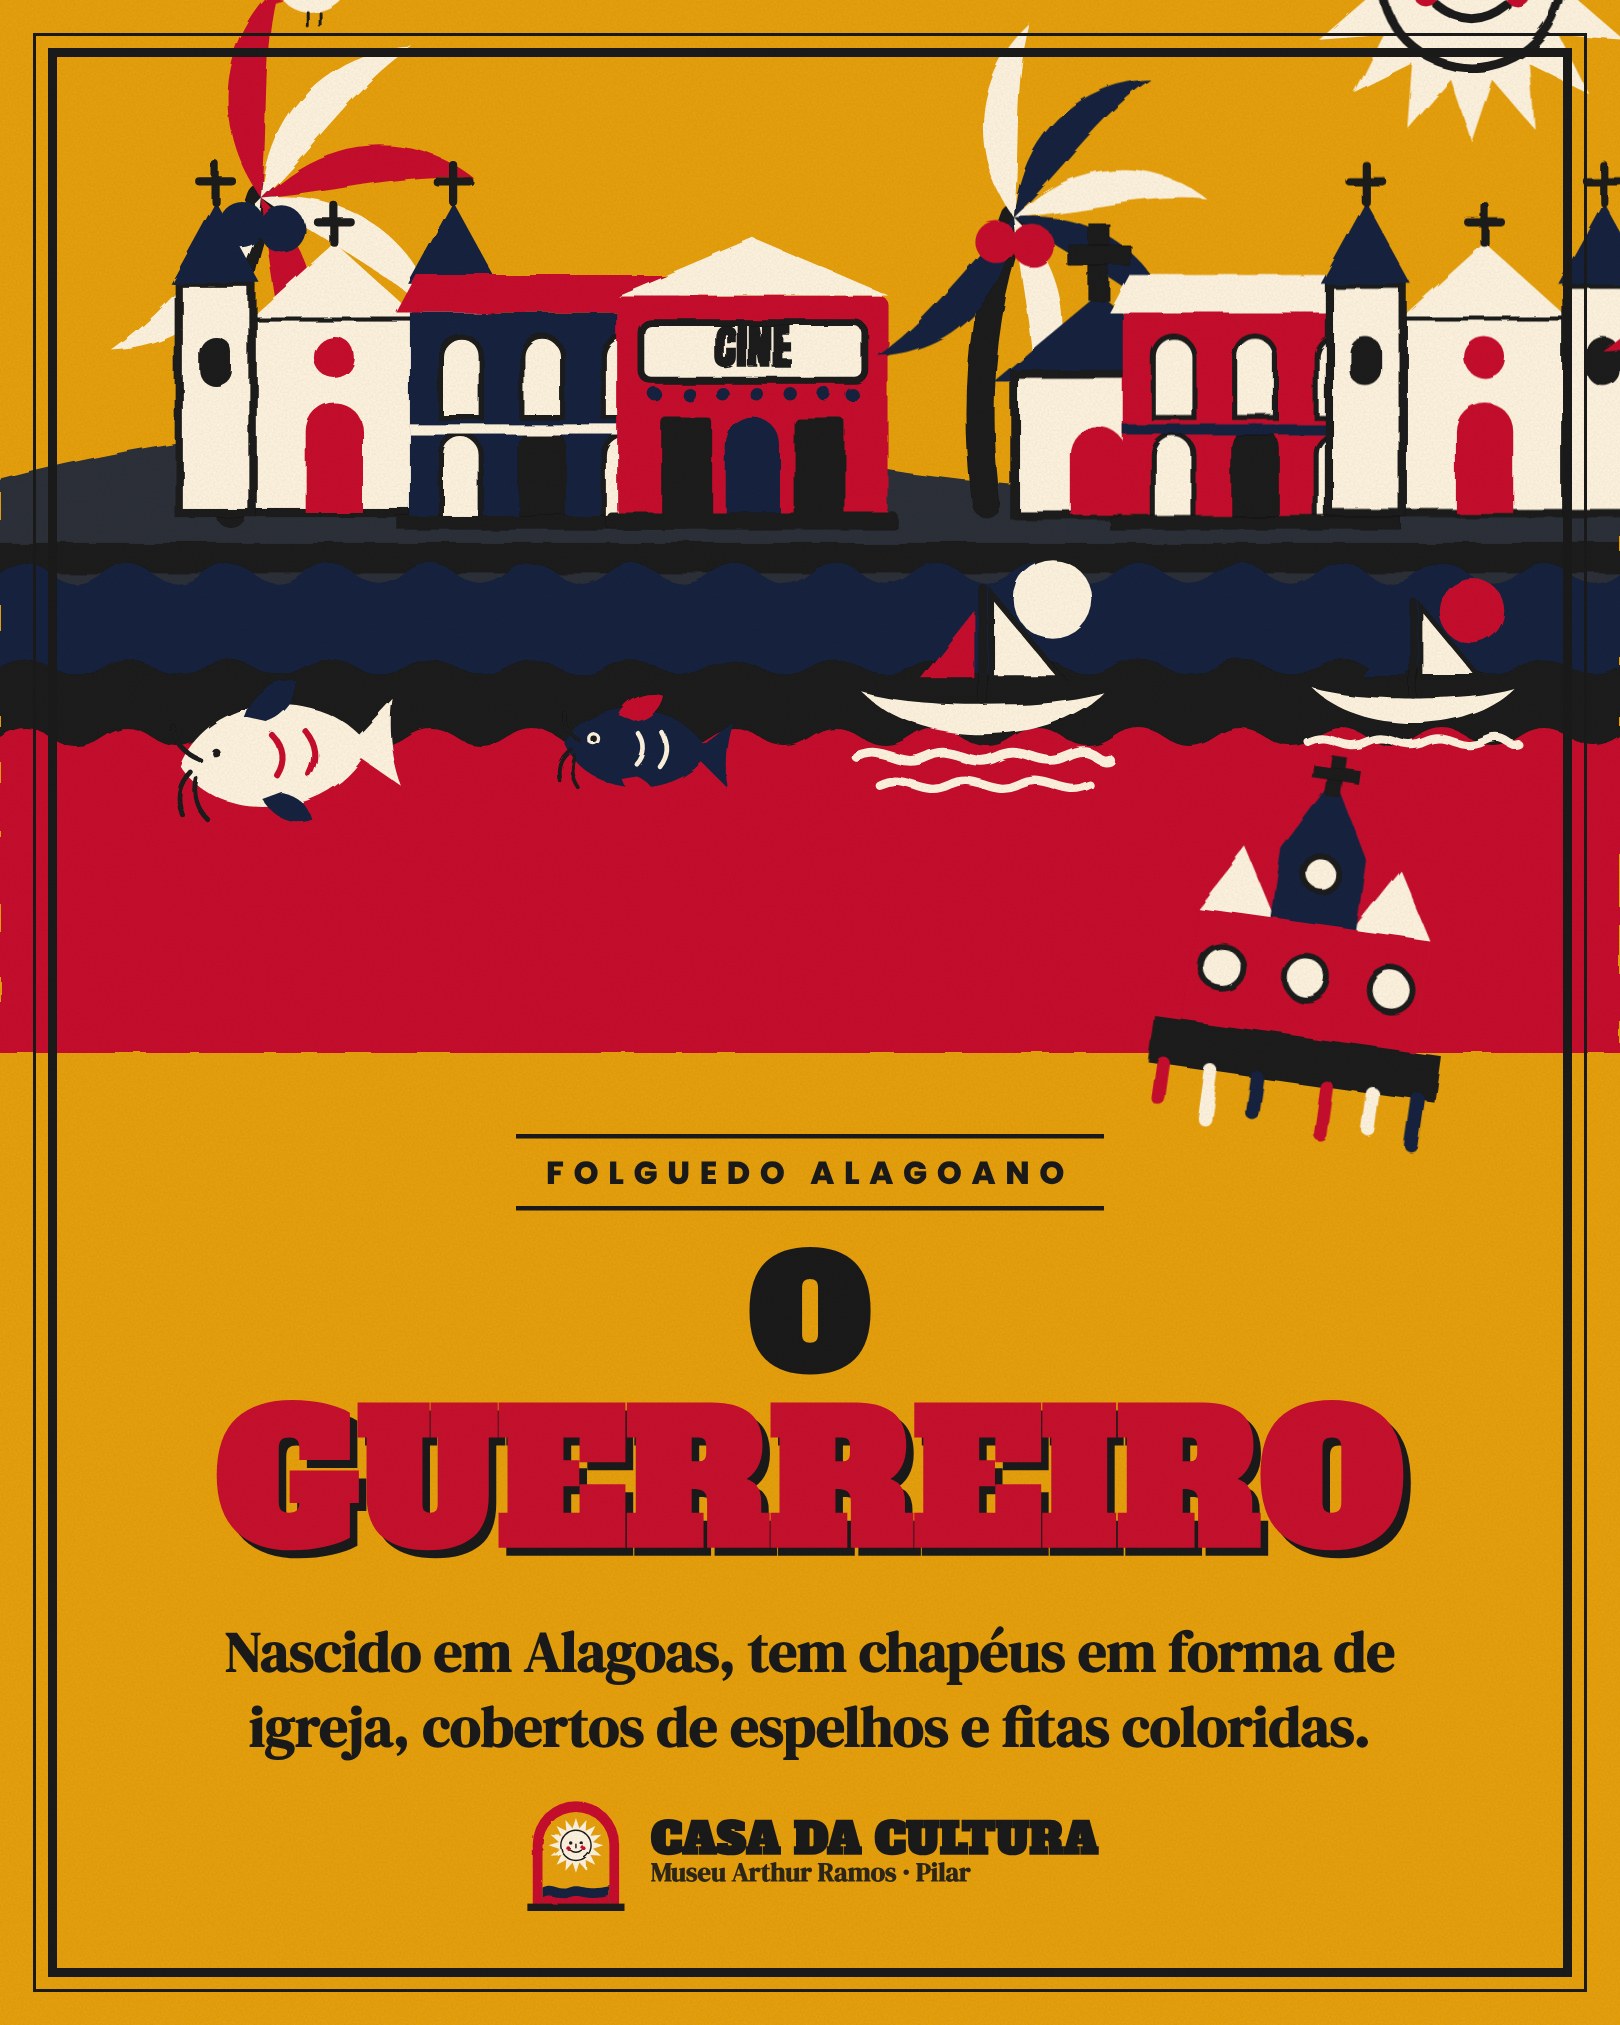 CINE
FOLGUEDO ALAGOANO
O
GUERREIRO
Nascido em Alagoas, tem chapéus em forma de
igreja, cobertos de espelhos e fitas coloridas.
CASA DA CULTURA
Museu Arthur Ramos · Pilar